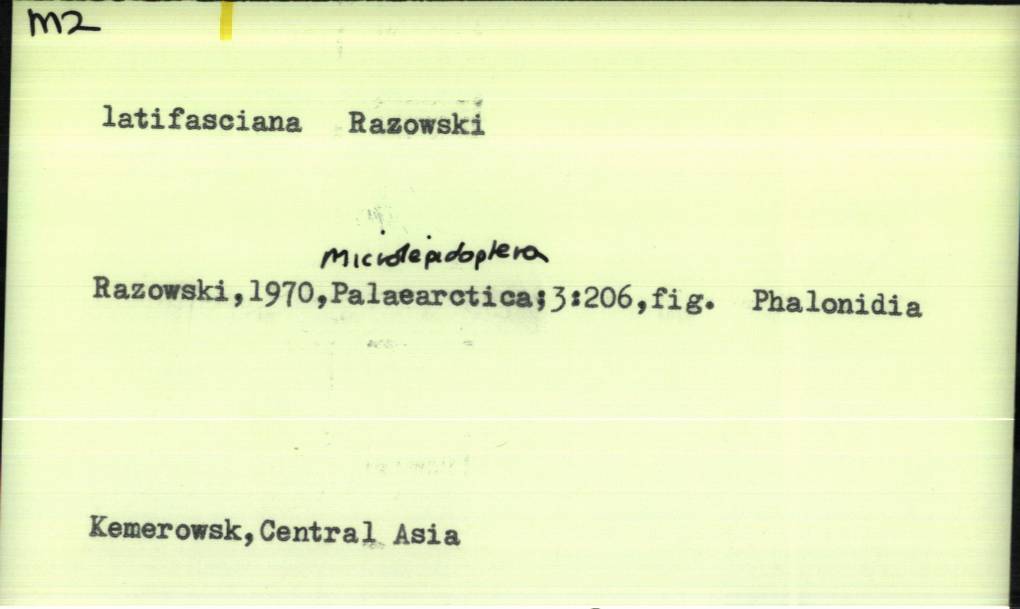 M2
latifasciana Razowski
Microlepidoptera
Razowski,1970,Palaearctica;3:206,fig. Phalonidia
Kemerowsk,Central Asia